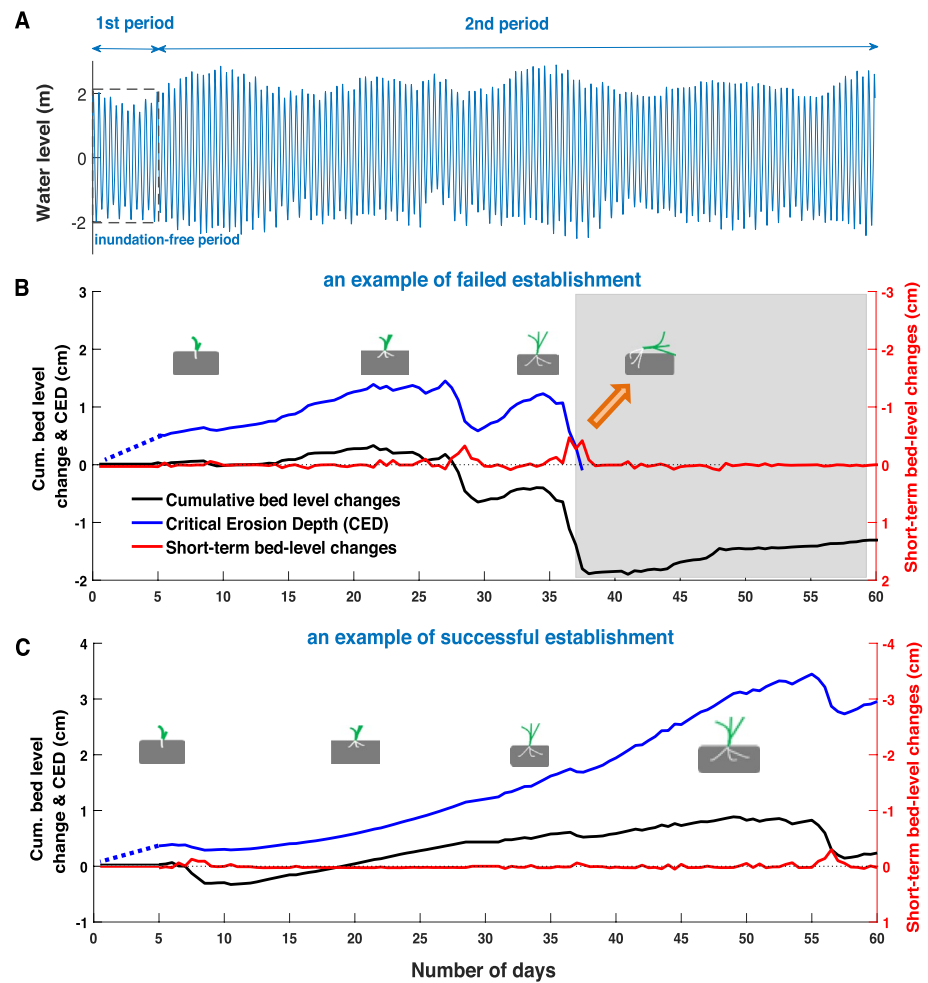 A
1st period
2nd period
Water level (m)
2
0
-2
inundation-free period
B
an example of failed establishment
Cum. bed level
change & CED (cm)
3
2
1
0
-1
-2
Cumulative bed level changes
Critical Erosion Depth (CED)
Short-term bed-level changes
-3
-2
-1
0
1
2
Short-term bed-level changes (cm)
0 5 10 15 20 25 30 35 40 45 50 55 60
C
an example of successful establishment
Cum. bed level
change & CED (cm)
4
3
2
1
0
-1
-4
-3
-2
-1
0
1
Short-term bed-level changes (cm)
0 5 10 15 20 25 30 35 40 45 50 55 60
Number of days